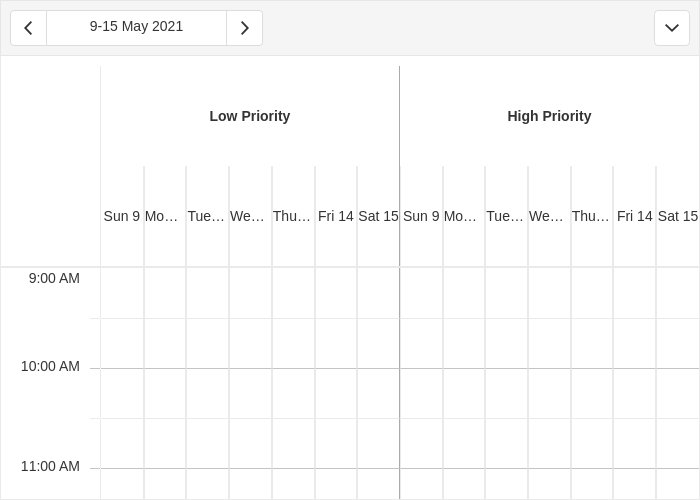 9-15 May 2021
Low Priority High Priority
Sun 9 Mo… Tue… We… Thu… Fri 14 Sat 15 Sun 9 Mo… Tue… We… Thu… Fri 14 Sat 15
9:00 AM
10:00 AM
11:00 AM